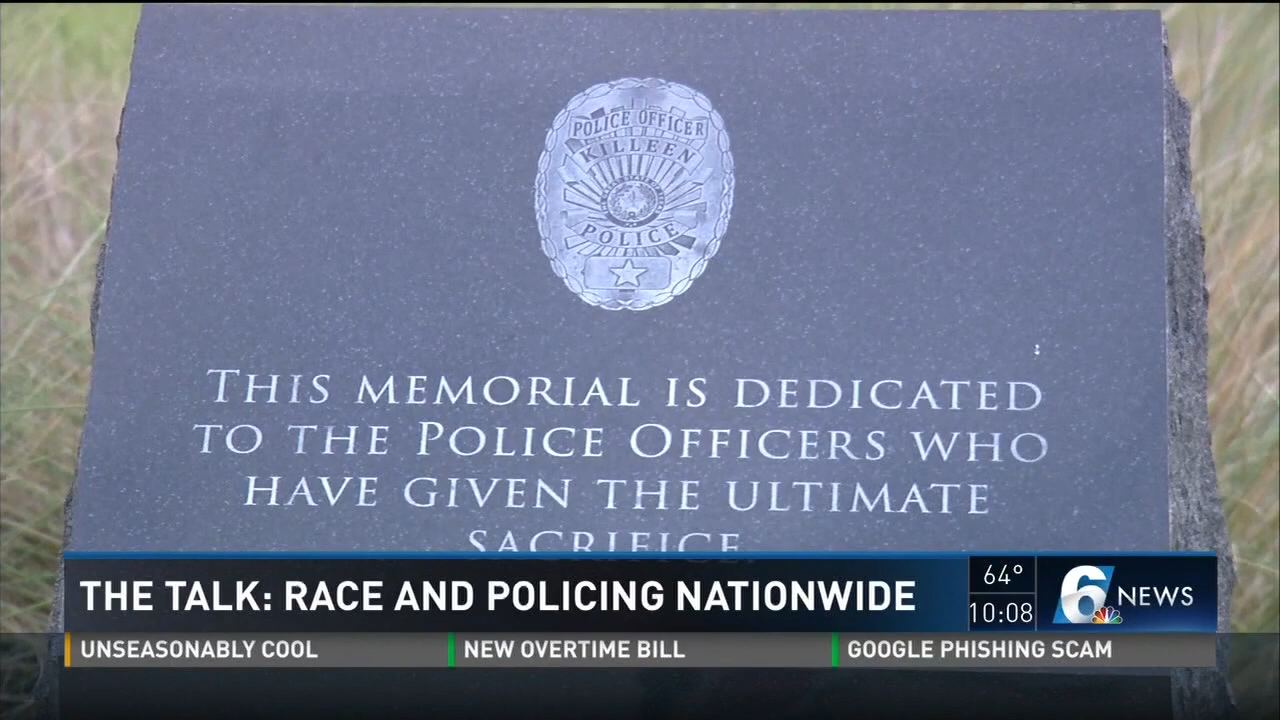 POLICE OFFICER
KILLEEN
POLICE
THIS MEMORIAL IS DEDICATED
TO THE POLICE OFFICERS WHO
HAVE GIVEN THE ULTIMATE
SACRIFICE.
THE TALK: RACE AND POLICING NATIONWIDE
64°
10:08
6 NEWS
UNSEASONABLY COOL
NEW OVERTIME BILL
GOOGLE PHISHING SCAM